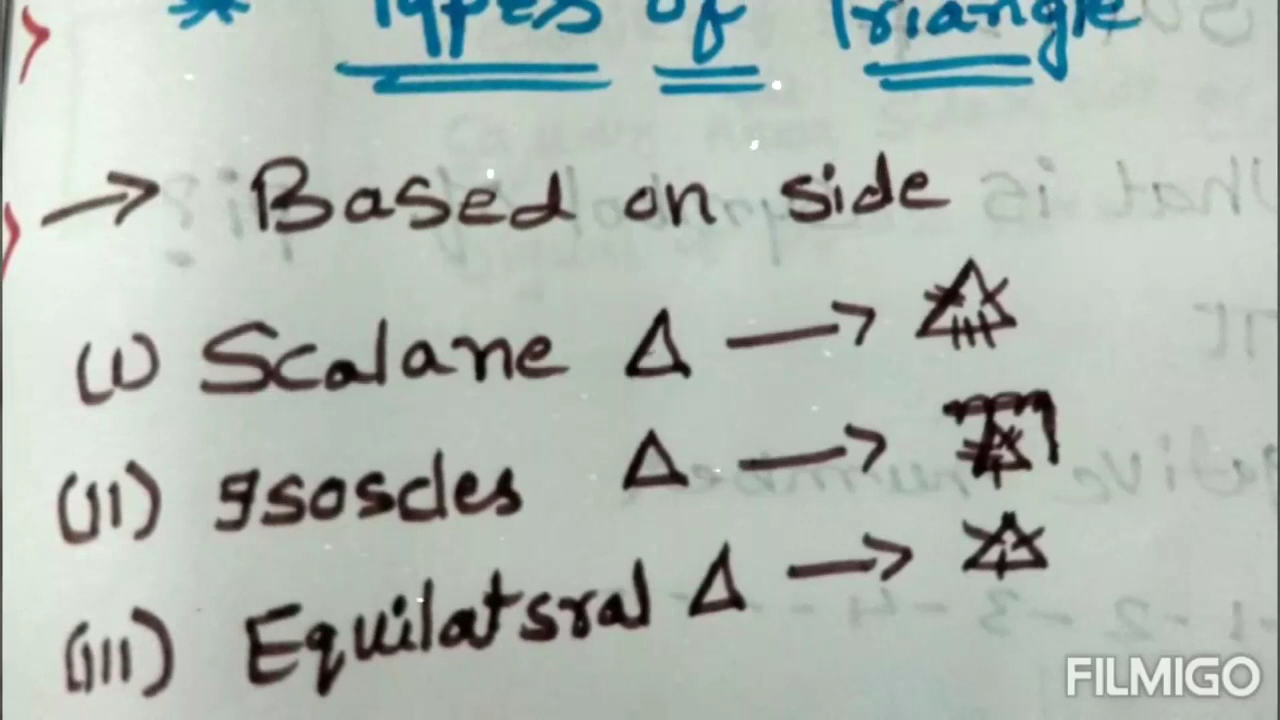 * Types of Triangle
→ Based on side
(i) Scalane Δ →
(ii) Isoscles Δ →
(iii) Equilatsral Δ →
FILMIGO